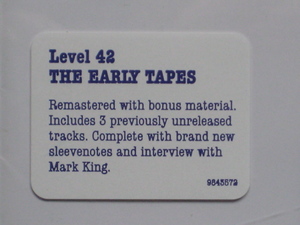 Level 42
THE EARLY TAPES
Remastered with bonus material.
Includes 3 previously unreleased
tracks. Complete with brand new
sleevenotes and interview with
Mark King.
9845572